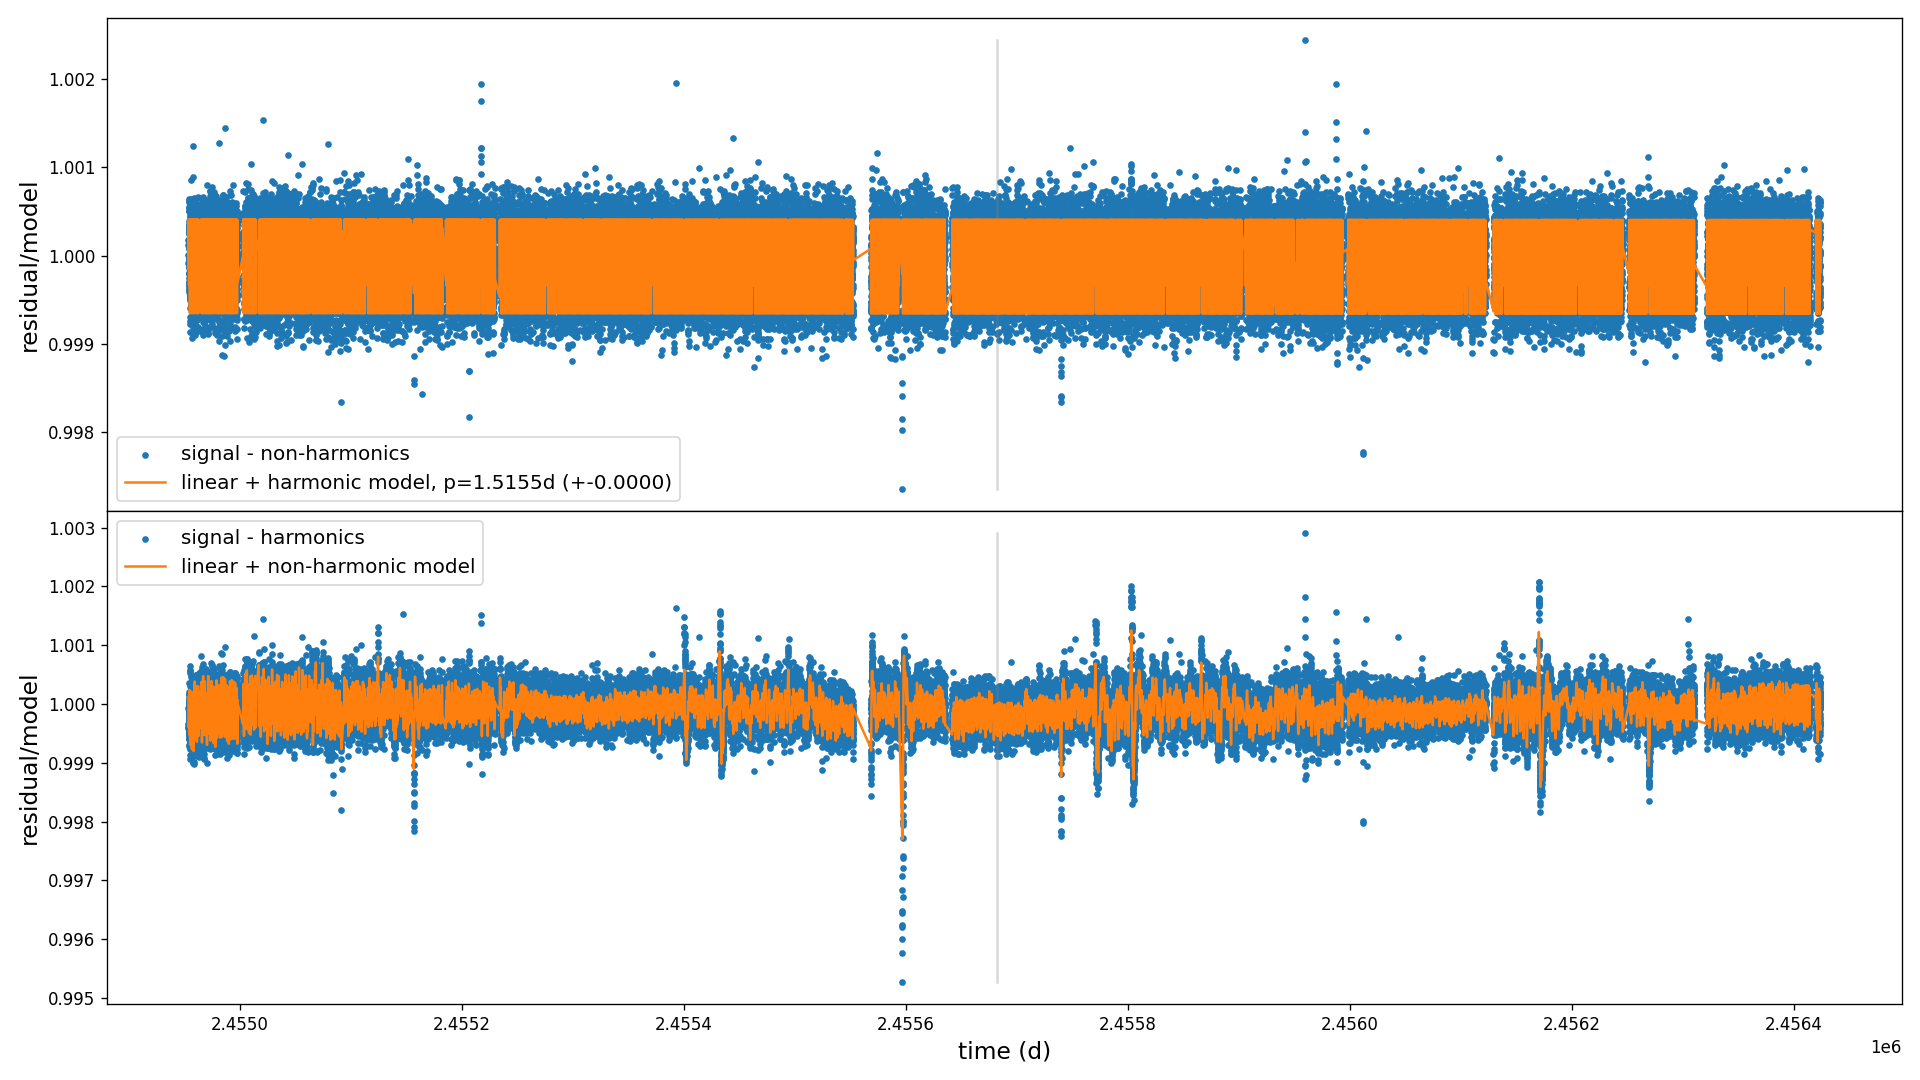 residual/model
1.002
1.001
1.000
0.999
0.998
signal - non-harmonics
linear + harmonic model, p=1.5155d (+-0.0000)
residual/model
1.003
1.002
1.001
1.000
0.999
0.998
0.997
0.996
0.995
signal - harmonics
linear + non-harmonic model
2.4550
2.4552
2.4554
2.4556
2.4558
2.4560
2.4562
2.4564
time (d)
1e6